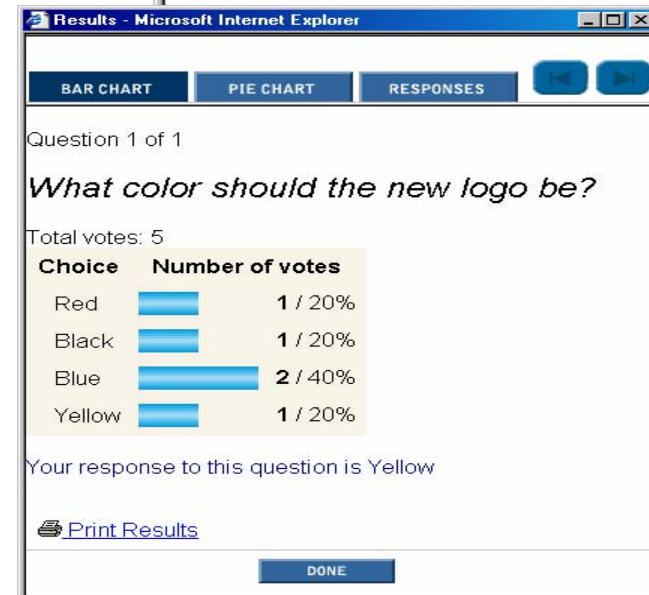 Results - Microsoft Internet Explorer
BAR CHART PIE CHART RESPONSES
Question 1 of 1
What color should the new logo be?
Total votes: 5
Choice Number of votes
Red 1 / 20%
Black 1 / 20%
Blue 2 / 40%
Yellow 1 / 20%
Your response to this question is Yellow
Print Results
DONE